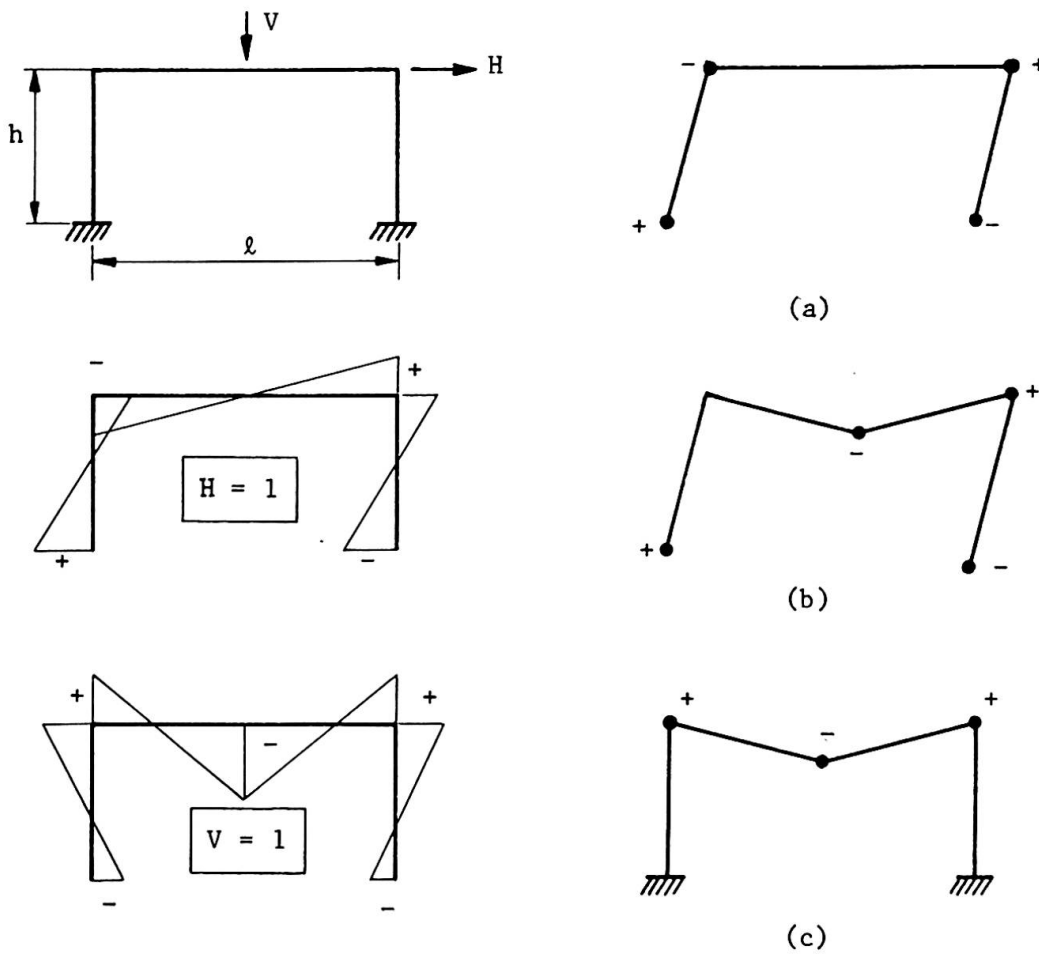 V
H
h
ℓ
- +
+ -
(a)
- +
H = 1
+ -
+
-
+ -
(b)
+ +
-
V = 1
- -
+ +
-
(c)